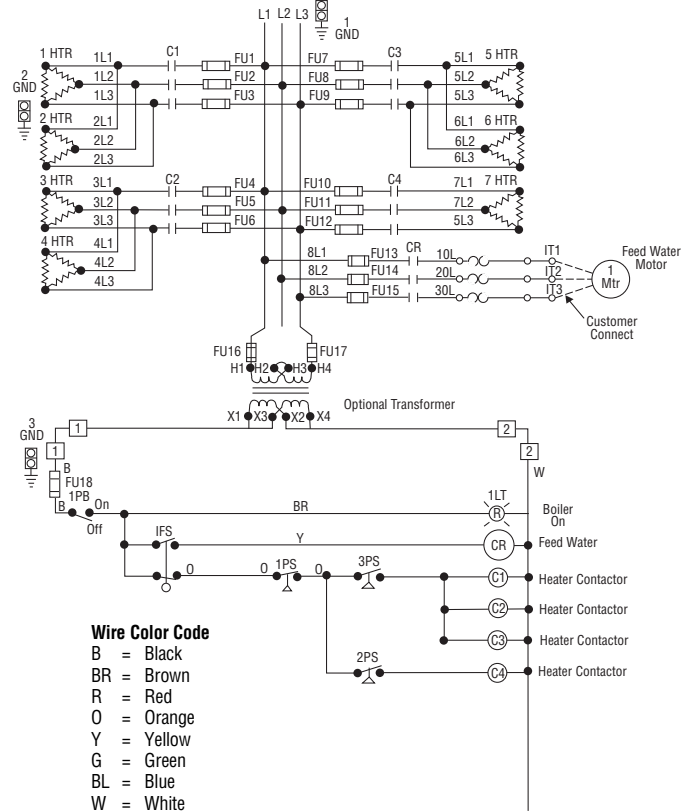 L1 L2 L3
1
GND
1 HTR 1L1 C1 FU1 FU7 C3 5L1 5 HTR
2
GND
1L2 FU2 FU8 5L2
1L3 FU3 FU9 5L3
2 HTR 2L1 6L1 6 HTR
2L2 6L2
2L3 6L3
3 HTR 3L1 C2 FU4 FU10 C4 7L1 7 HTR
3L2 FU5 FU11 7L2
3L3 FU6 FU12 5L3
4 HTR 4L1
4L2
4L3
8L1 FU13 CR 10L IT1
8L2 FU14 20L IT2
8L3 FU15 30L IT3
1
Mtr
Feed Water
Motor
Customer
Connect
FU16 FU17
H1 H2 H3 H4
Optional Transformer
X1 X3 X2 X4
3
GND
1 2
1 2
B W
FU18
1PB
B On
Off
BR 1LT
R
Boiler
On
IFS Y CR Feed Water
O O 1PS O 3PS C1 Heater Contactor
C2 Heater Contactor
C3 Heater Contactor
2PS C4 Heater Contactor
Wire Color Code
B = Black
BR = Brown
R = Red
O = Orange
Y = Yellow
G = Green
BL = Blue
W = White